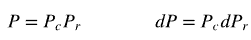 P = P_c P_r    dP = P_c dP_r